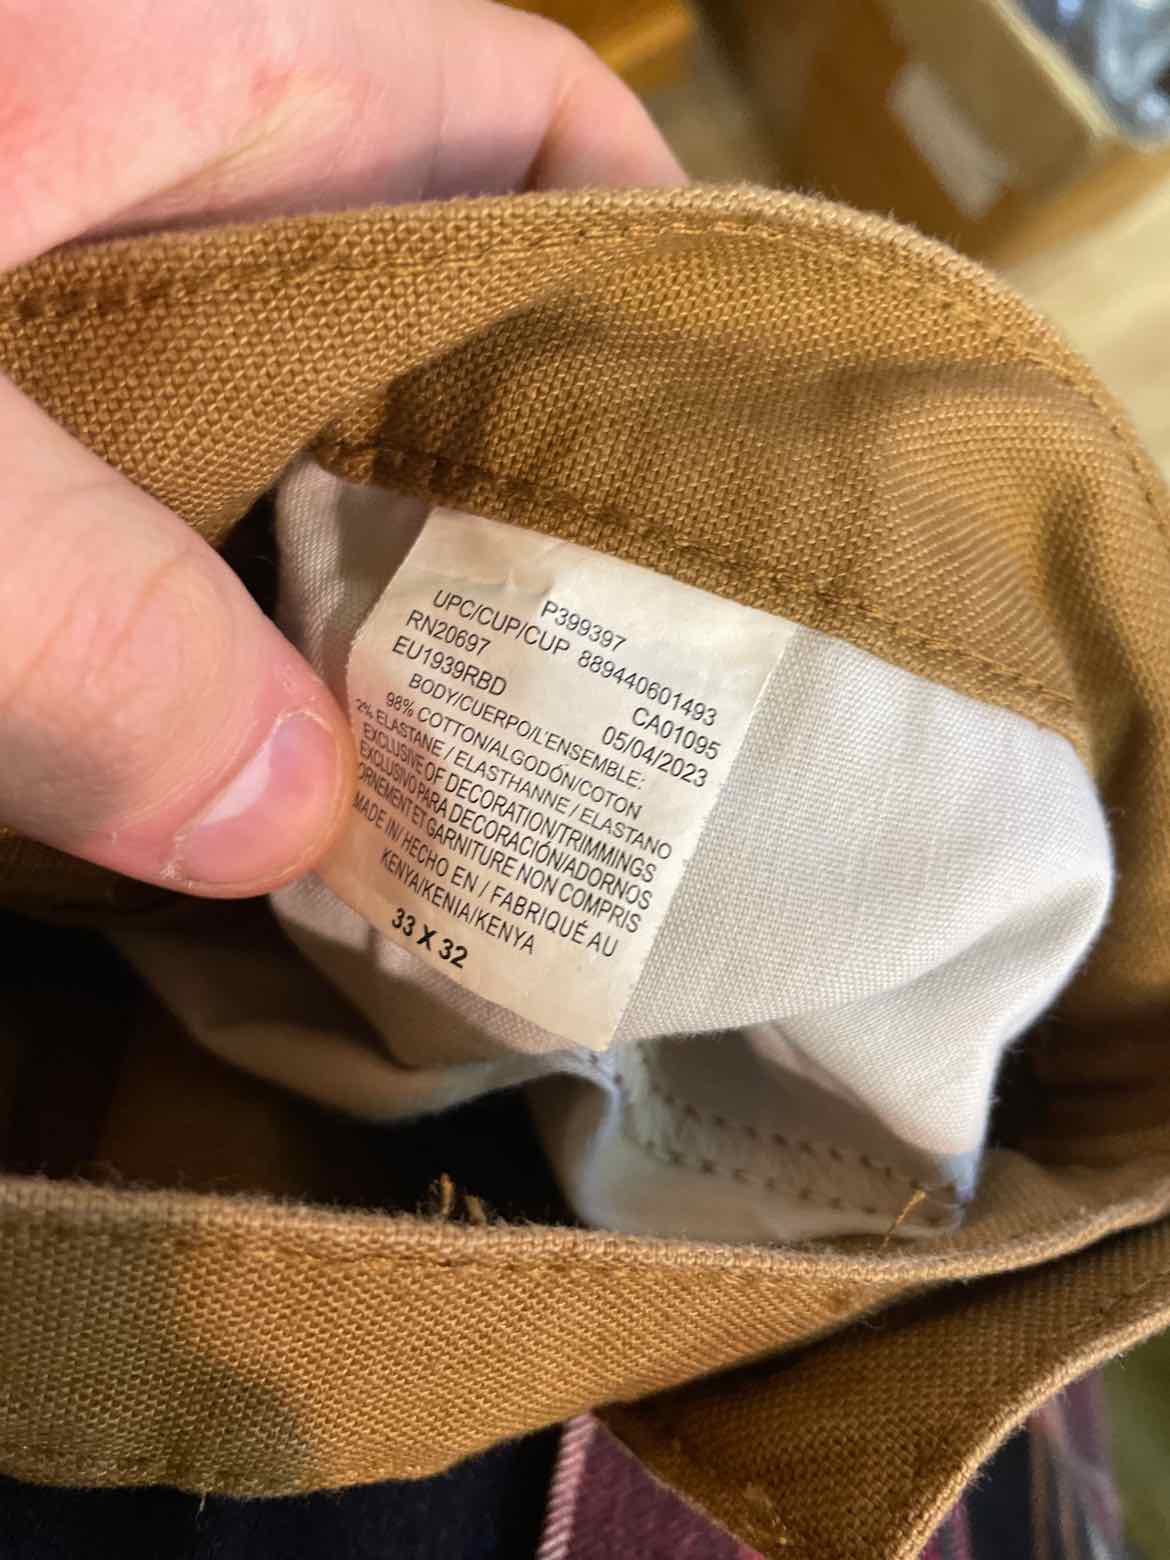 P399397
UPC/CUP/CUP 889440601493
RN20697 CA01095
EU1939RBD 05/04/2023
BODY/CUERPO/L'ENSEMBLE:
98% COTTON/ALGODÓN/COTON
2% ELASTANE / ELASTHANNE / ELASTANO
EXCLUSIVE OF DECORATION/TRIMMINGS
EXCLUSIVO PARA DECORACIÓN/ADORNOS
ORNEMENT ET GARNITURE NON COMPRIS
MADE IN/ HECHO EN / FABRIQUÉ AU
KENYA/KENIA/KENYA
33 X 32